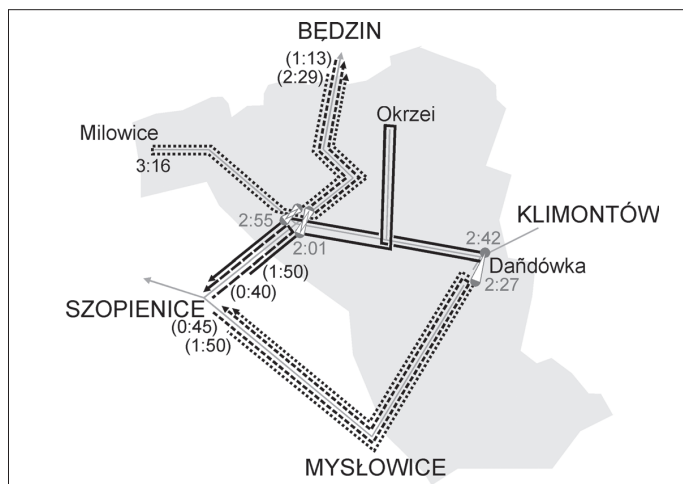 BĘDZIN
(1:13)
(2:29)
Okrzei
Milowice
3:16
2:55
2:01
KLIMONTÓW
2:42
Dańdówka
2:27
(1:50)
(0:40)
SZOPIENICE
(0:45)
(1:50)
MYSŁOWICE